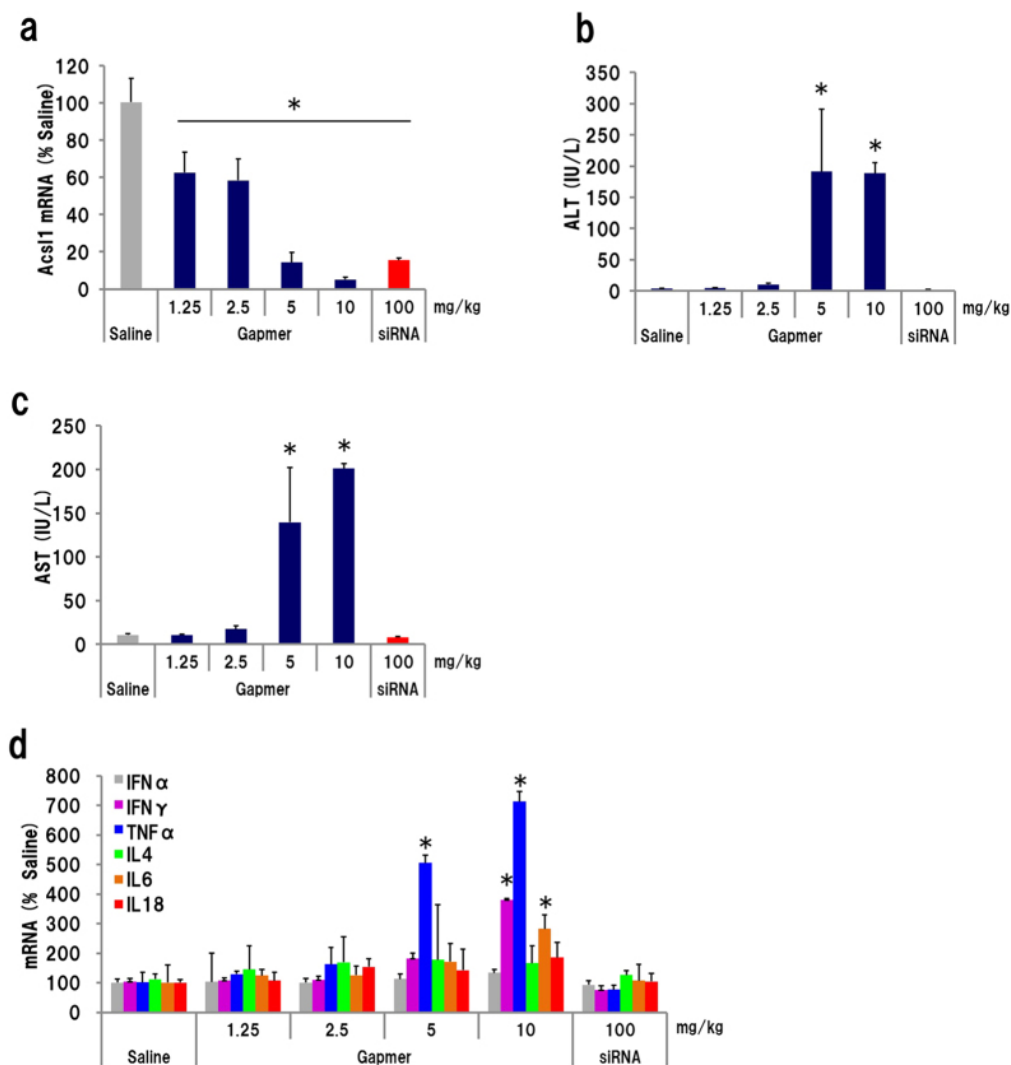 a
Acsl1 mRNA (% Saline)
120
100
80
60
40
20
0
*
1.25 2.5 5 10 100 mg/kg
Saline Gapmer siRNA
b
ALT (IU/L)
350
300
250
200
150
100
50
0
* *
1.25 2.5 5 10 100 mg/kg
Saline Gapmer siRNA
c
AST (IU/L)
250
200
150
100
50
0
* *
1.25 2.5 5 10 100 mg/kg
Saline Gapmer siRNA
d
mRNA (% Saline)
800
700
600
500
400
300
200
100
0
IFNα
IFNγ
TNFα
IL4
IL6
IL18
* * * *
1.25 2.5 5 10 100 mg/kg
Saline Gapmer siRNA